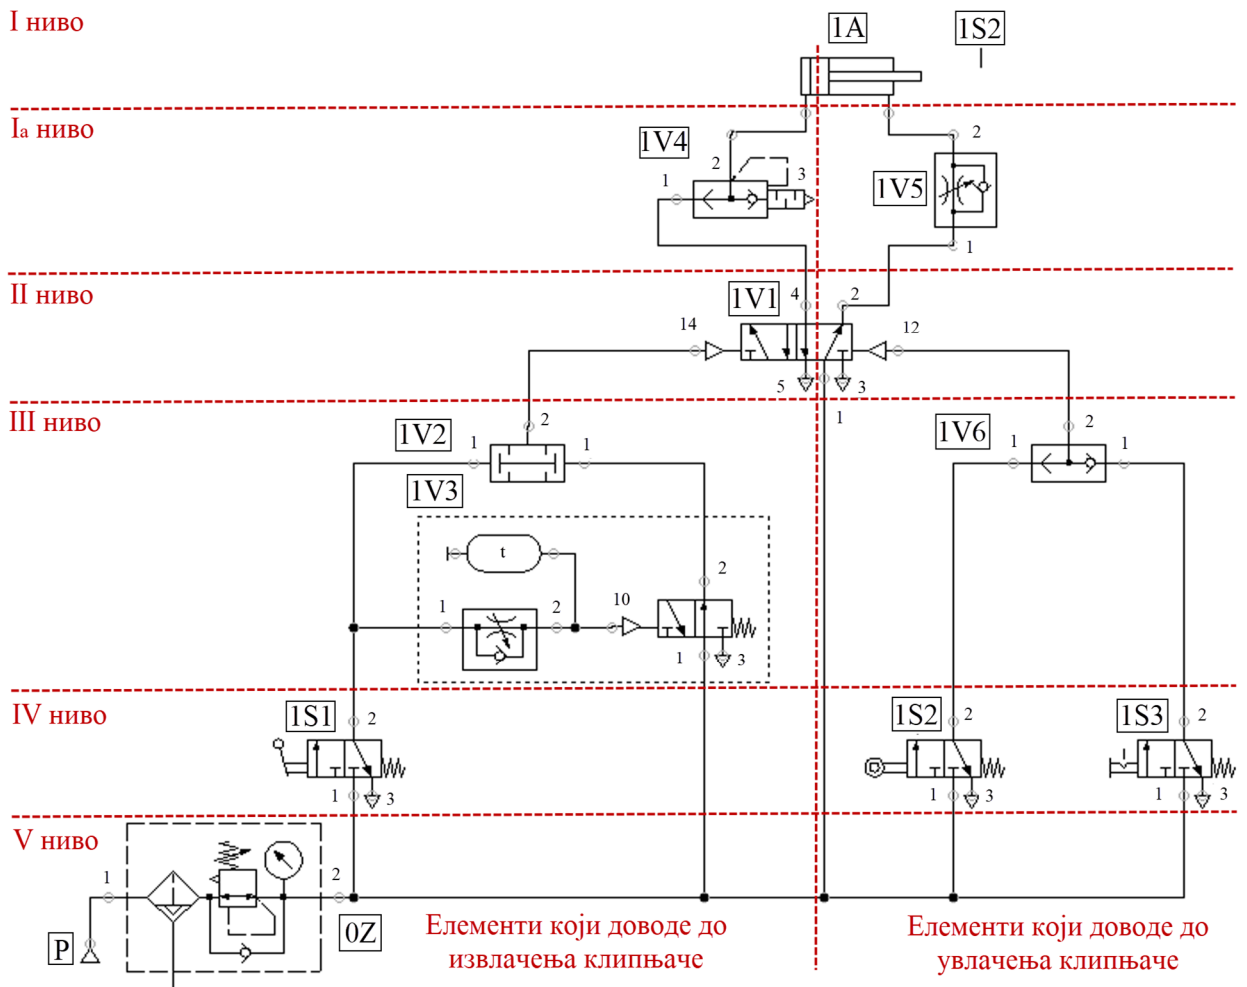 I ниво
1A
1S2
Iа ниво
1V4
2
2
1
3
1V5
1
II ниво
1V1
4
2
14
12
5
3
III ниво
1
1V2
2
1
1
1V3
1V6
2
1
1
t
2
10
1
2
1
3
IV ниво
1S1
2
1S2
2
1S3
2
1
3
1
3
1
3
V ниво
1
2
P
0Z
Елементи који доводе до
извлачења клипњаче
Елементи који доводе до
увлачења клипњаче